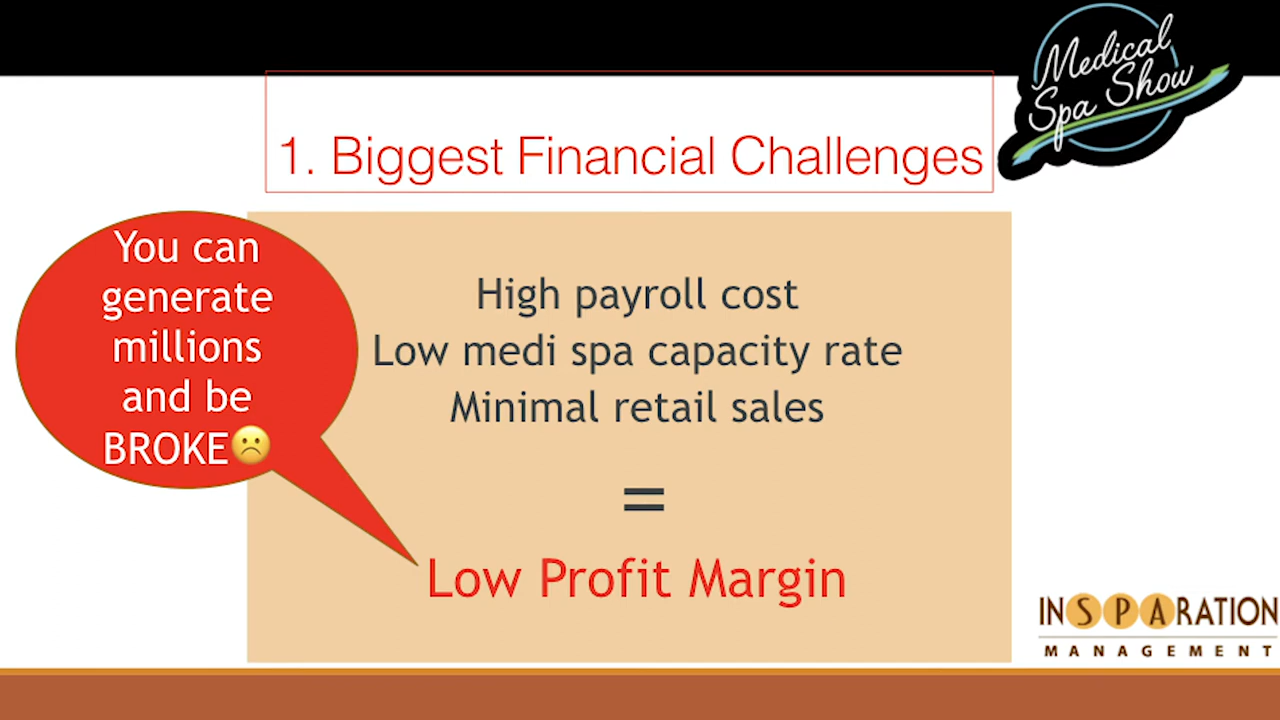 Medical
Spa Show
1. Biggest Financial Challenges
You can
generate
millions
and be
BROKE☹️
High payroll cost
Low medi spa capacity rate
Minimal retail sales
=
Low Profit Margin
INSPARATION
MANAGEMENT